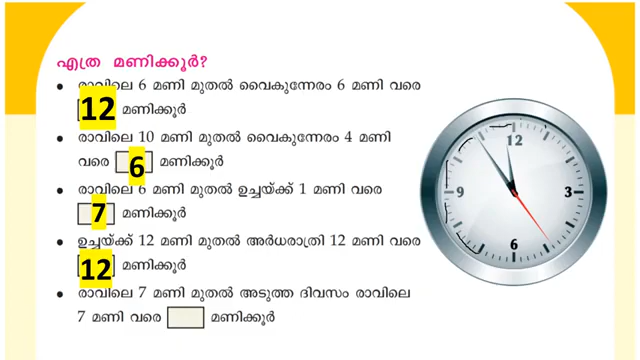 എത്ര മണിക്കൂർ?
• രാവിലെ 6 മണി മുതൽ വൈകുന്നേരം 6 മണി വരെ
12 മണിക്കൂർ
• രാവിലെ 10 മണി മുതൽ വൈകുന്നേരം 4 മണി
വരെ 6 മണിക്കൂർ
• രാവിലെ 6 മണി മുതൽ ഉച്ചയ്ക്ക് 1 മണി വരെ
7 മണിക്കൂർ
• ഉച്ചയ്ക്ക് 12 മണി മുതൽ അർധരാത്രി 12 മണി വരെ
12 മണിക്കൂർ
• രാവിലെ 7 മണി മുതൽ അടുത്ത ദിവസം രാവിലെ
7 മണി വരെ മണിക്കൂർ
12
9 3
6